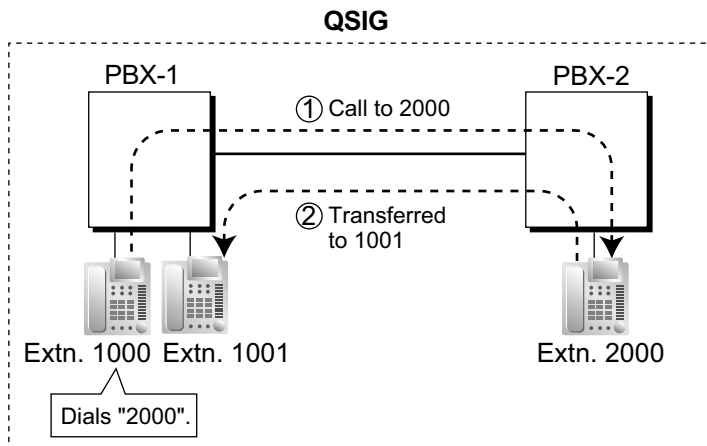 QSIG
PBX-1
PBX-2
① Call to 2000
② Transferred
to 1001
Extn. 1000
Extn. 1001
Extn. 2000
Dials "2000".